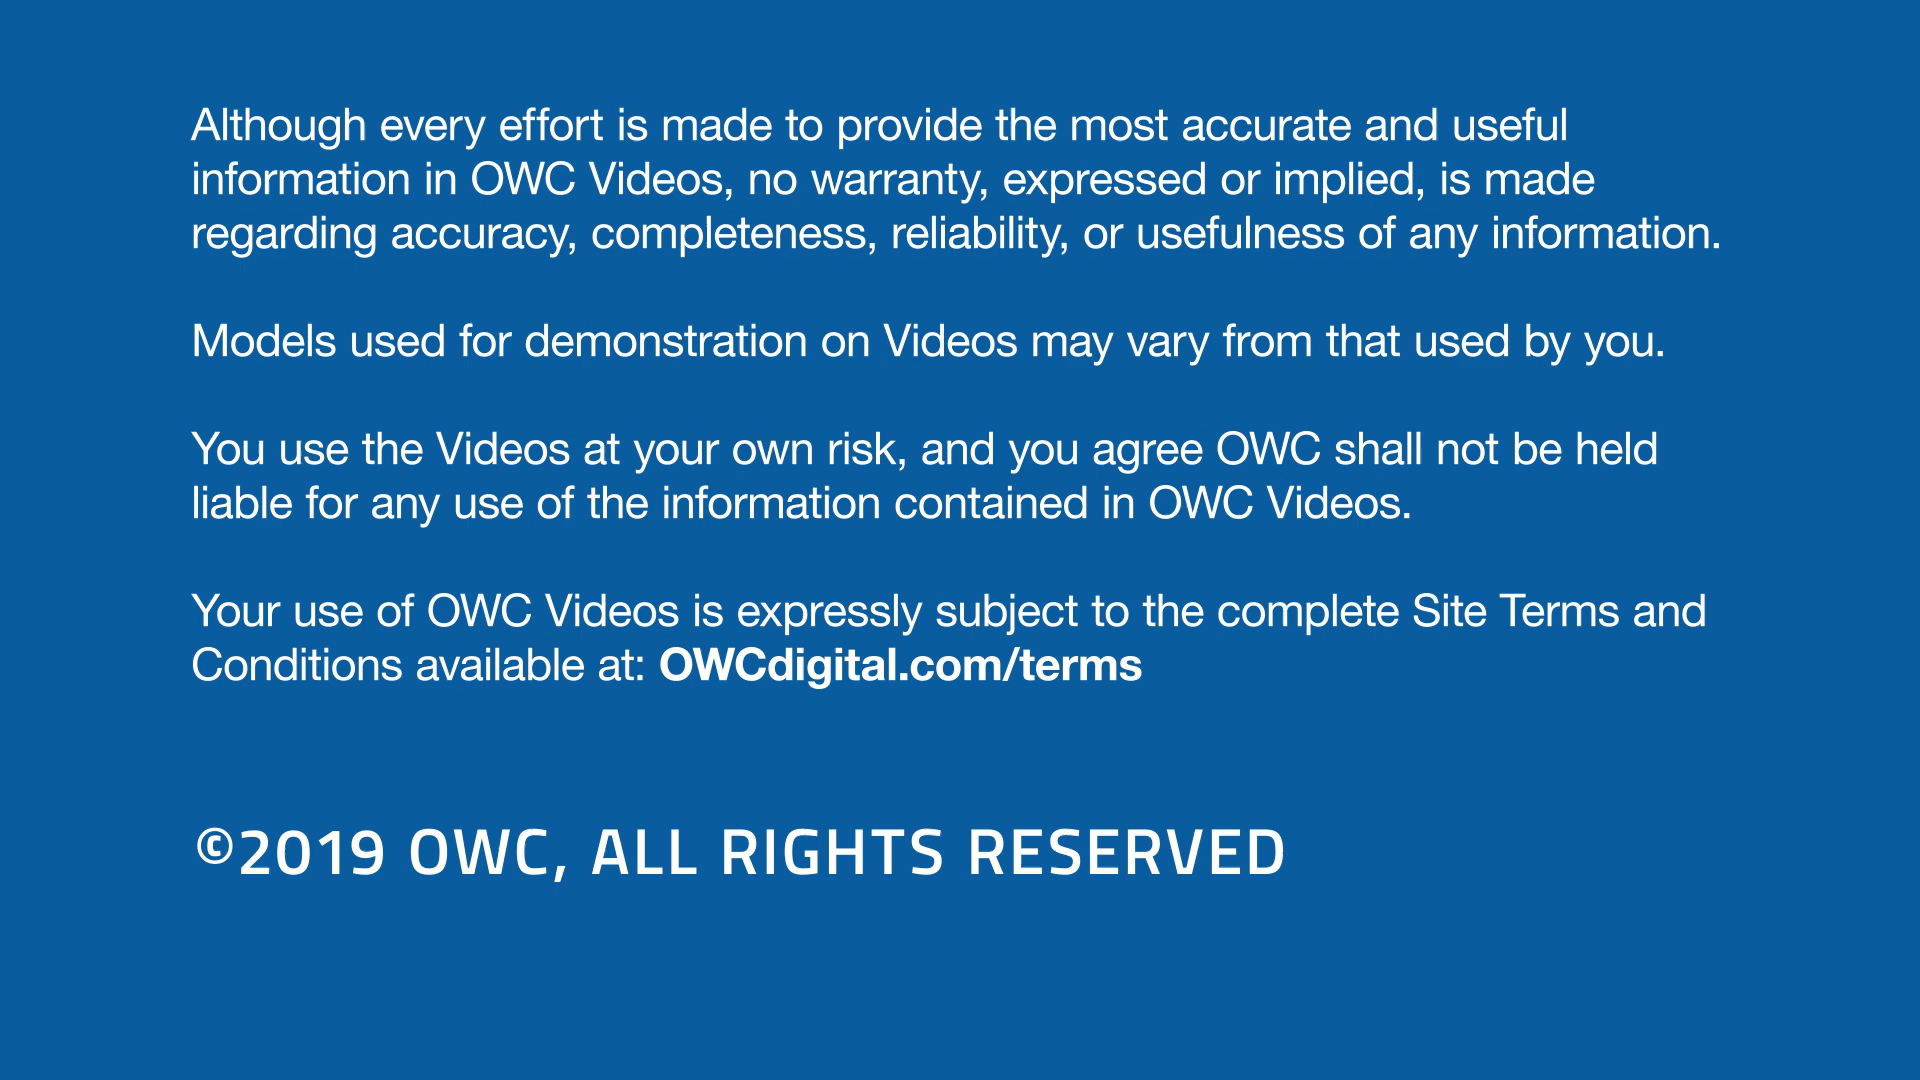 Although every effort is made to provide the most accurate and useful
information in OWC Videos, no warranty, expressed or implied, is made
regarding accuracy, completeness, reliability, or usefulness of any information.
Models used for demonstration on Videos may vary from that used by you.
You use the Videos at your own risk, and you agree OWC shall not be held
liable for any use of the information contained in OWC Videos.
Your use of OWC Videos is expressly subject to the complete Site Terms and
Conditions available at: OWCdigital.com/terms
©2019 OWC, ALL RIGHTS RESERVED